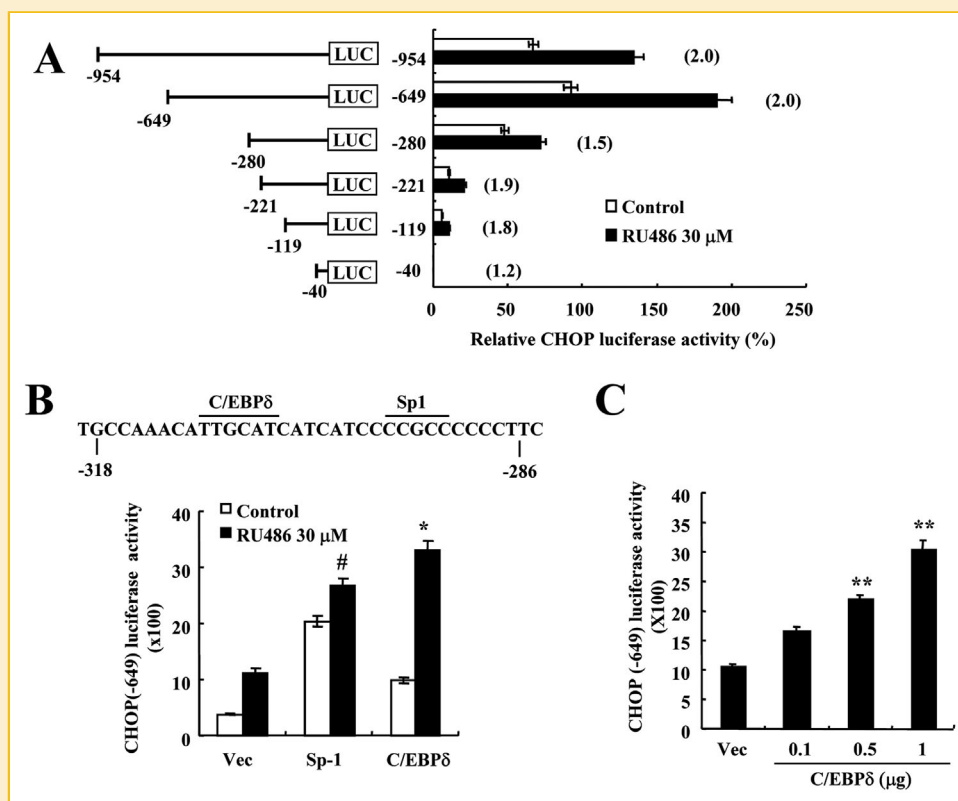 A
LUC
-954
-954
(2.0)
LUC
-649
-649
(2.0)
LUC
-280
-280
(1.5)
LUC
-221
-221
(1.9)
Control
LUC
-119
-119
(1.8)
RU486 30 μM
LUC
-40
-40
(1.2)
0 50 100 150 200 250
Relative CHOP luciferase activity (%)
B
C/EBPδ Sp1
TGCCAAACATTGCATCATCATCCCCGCCCCCCTTC
-318 -286
Control
RU486 30 μM
CHOP(-649) luciferase activity
(x100)
40
30
20
10
0
#
*
Vec Sp-1 C/EBPδ
C
CHOP (-649) luciferase activity
(X100)
40
35
30
25
20
15
10
5
0
**
**
Vec 0.1 0.5 1
C/EBPδ (μg)